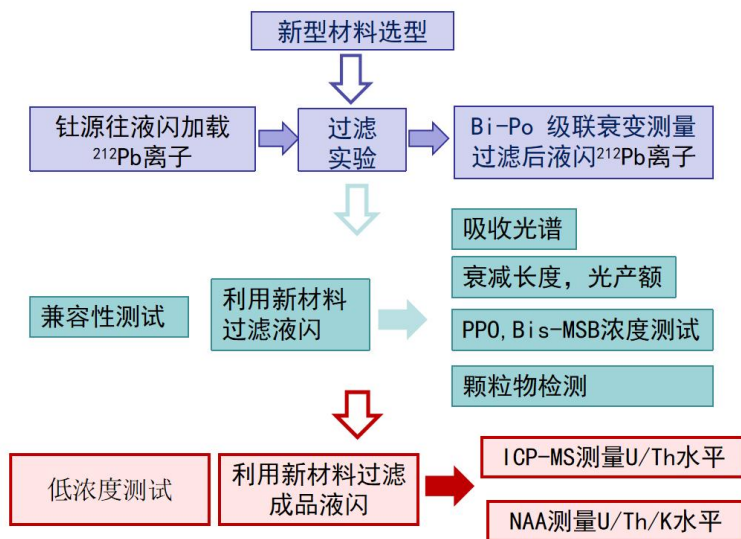 新型材料选型
钍源往液闪加载
²¹²Pb离子
过滤
实验
Bi-Po 级联衰变测量
过滤后液闪²¹²Pb离子
吸收光谱
衰减长度，光产额
兼容性测试
利用新材料
过滤液闪
PPO,Bis-MSB浓度测试
颗粒物检测
低浓度测试
利用新材料过滤
成品液闪
ICP-MS测量U/Th水平
NAA测量U/Th/K水平